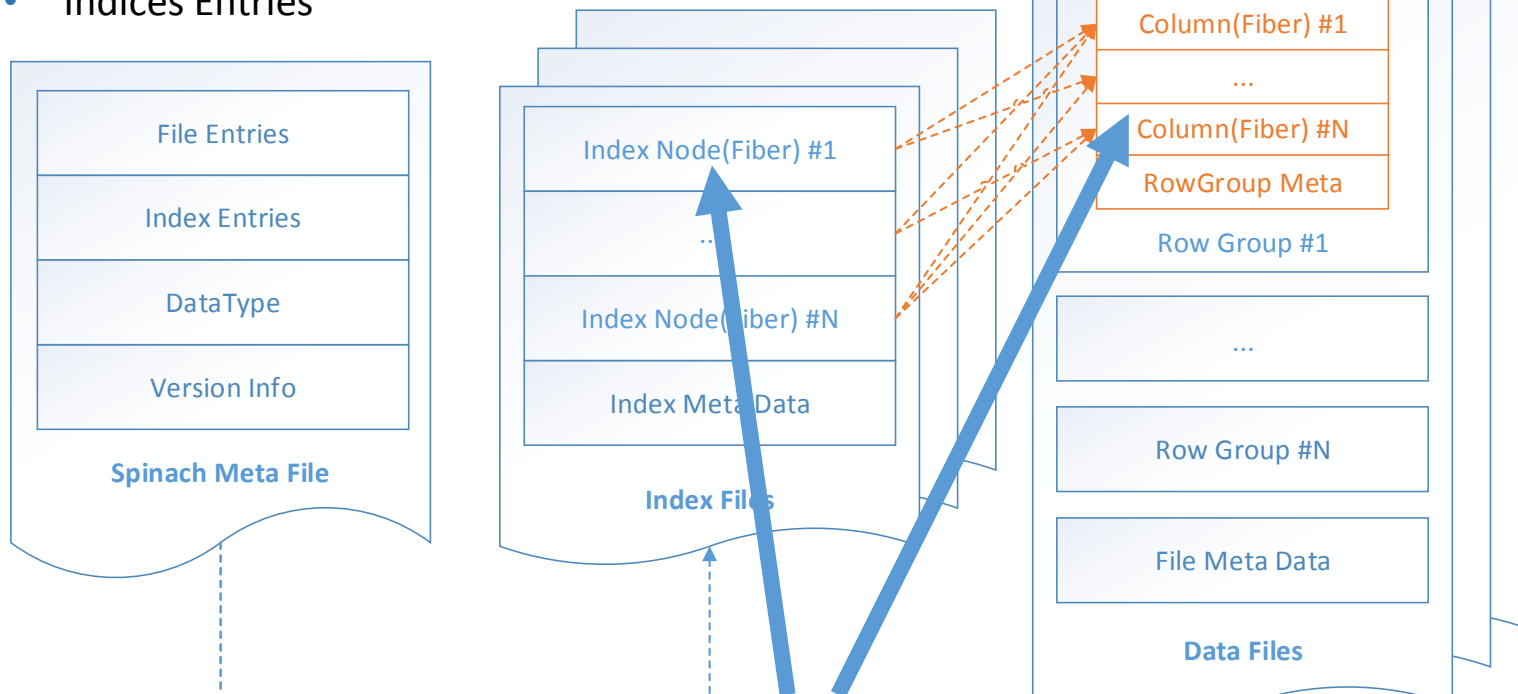 • Indices Entries
File Entries
Index Entries
DataType
Version Info
Spinach Meta File
Index Node(Fiber) #1
..
Index Node(Fiber) #N
Index Meta Data
Index Files
Column(Fiber) #1
...
Column(Fiber) #N
RowGroup Meta
Row Group #1
...
Row Group #N
File Meta Data
Data Files